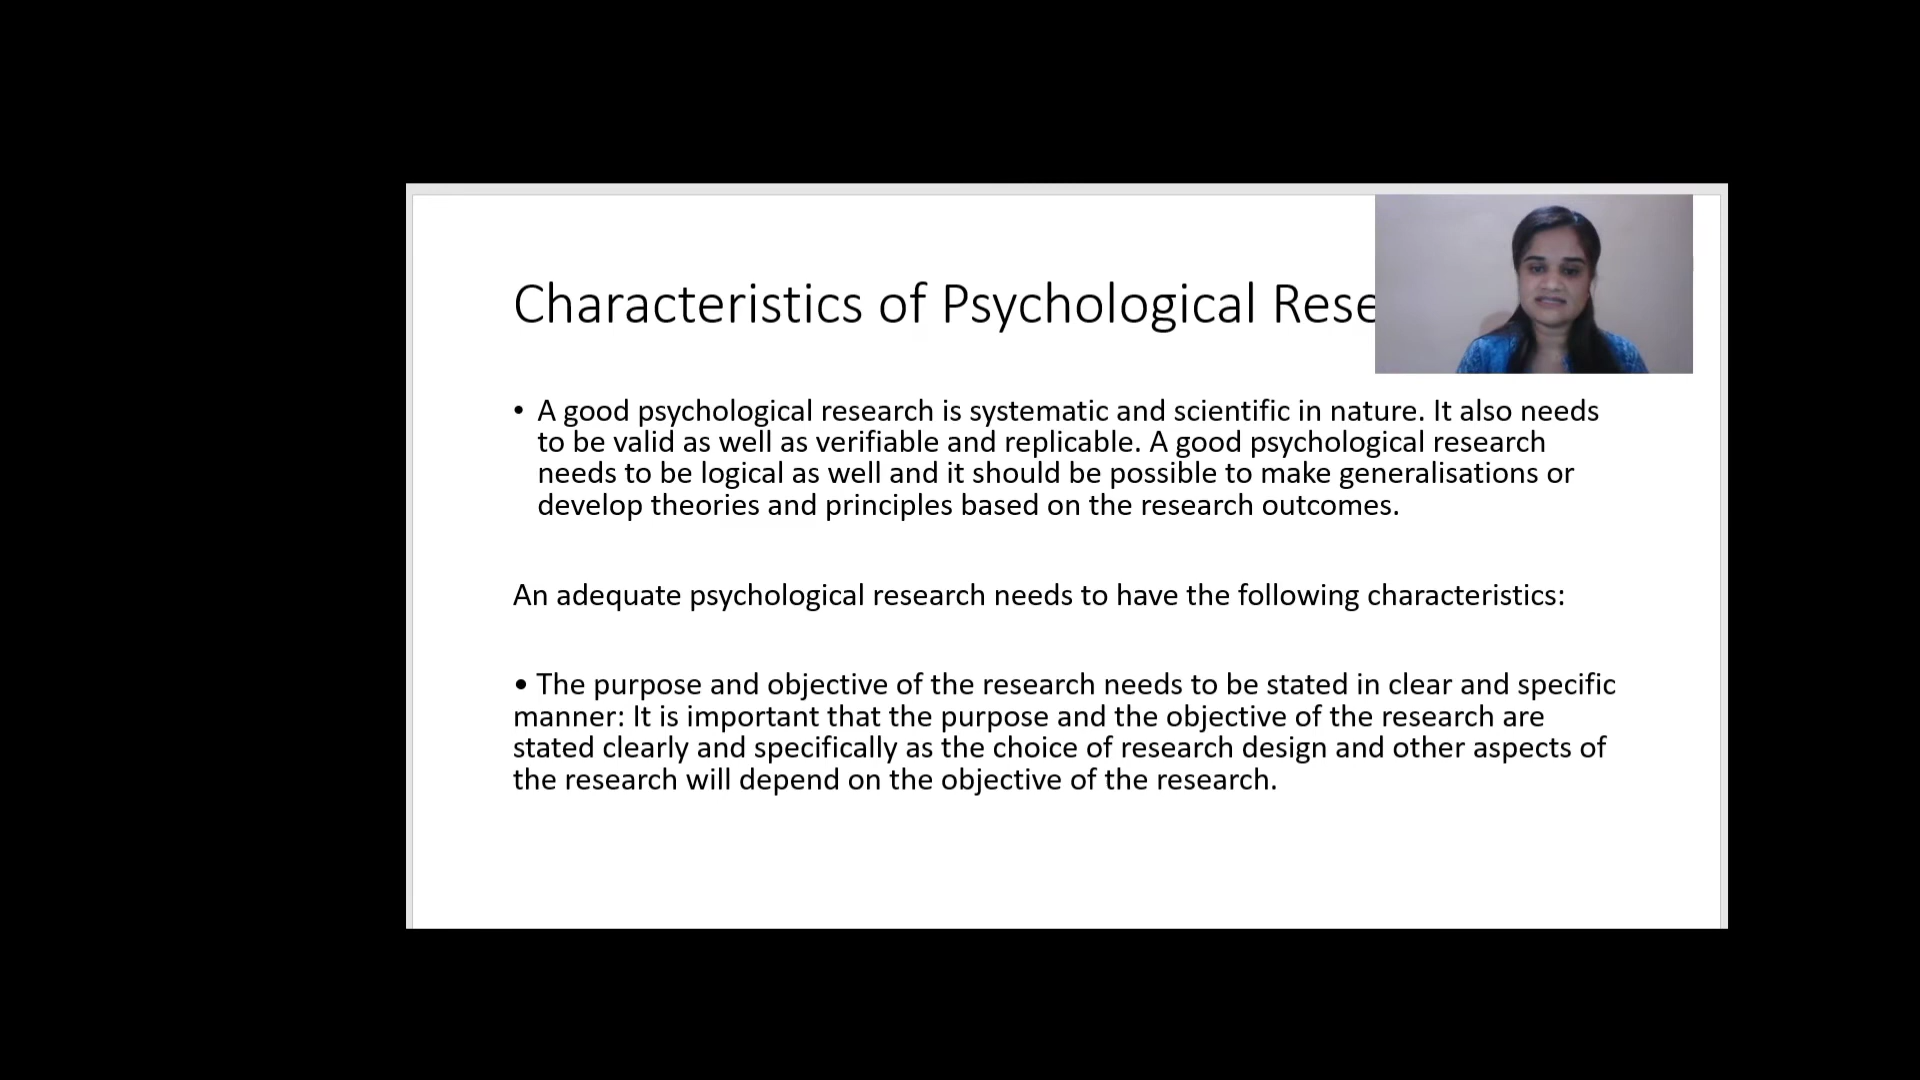 Characteristics of Psychological Rese
• A good psychological research is systematic and scientific in nature. It also needs
to be valid as well as verifiable and replicable. A good psychological research
needs to be logical as well and it should be possible to make generalisations or
develop theories and principles based on the research outcomes.
An adequate psychological research needs to have the following characteristics:
• The purpose and objective of the research needs to be stated in clear and specific
manner: It is important that the purpose and the objective of the research are
stated clearly and specifically as the choice of research design and other aspects of
the research will depend on the objective of the research.